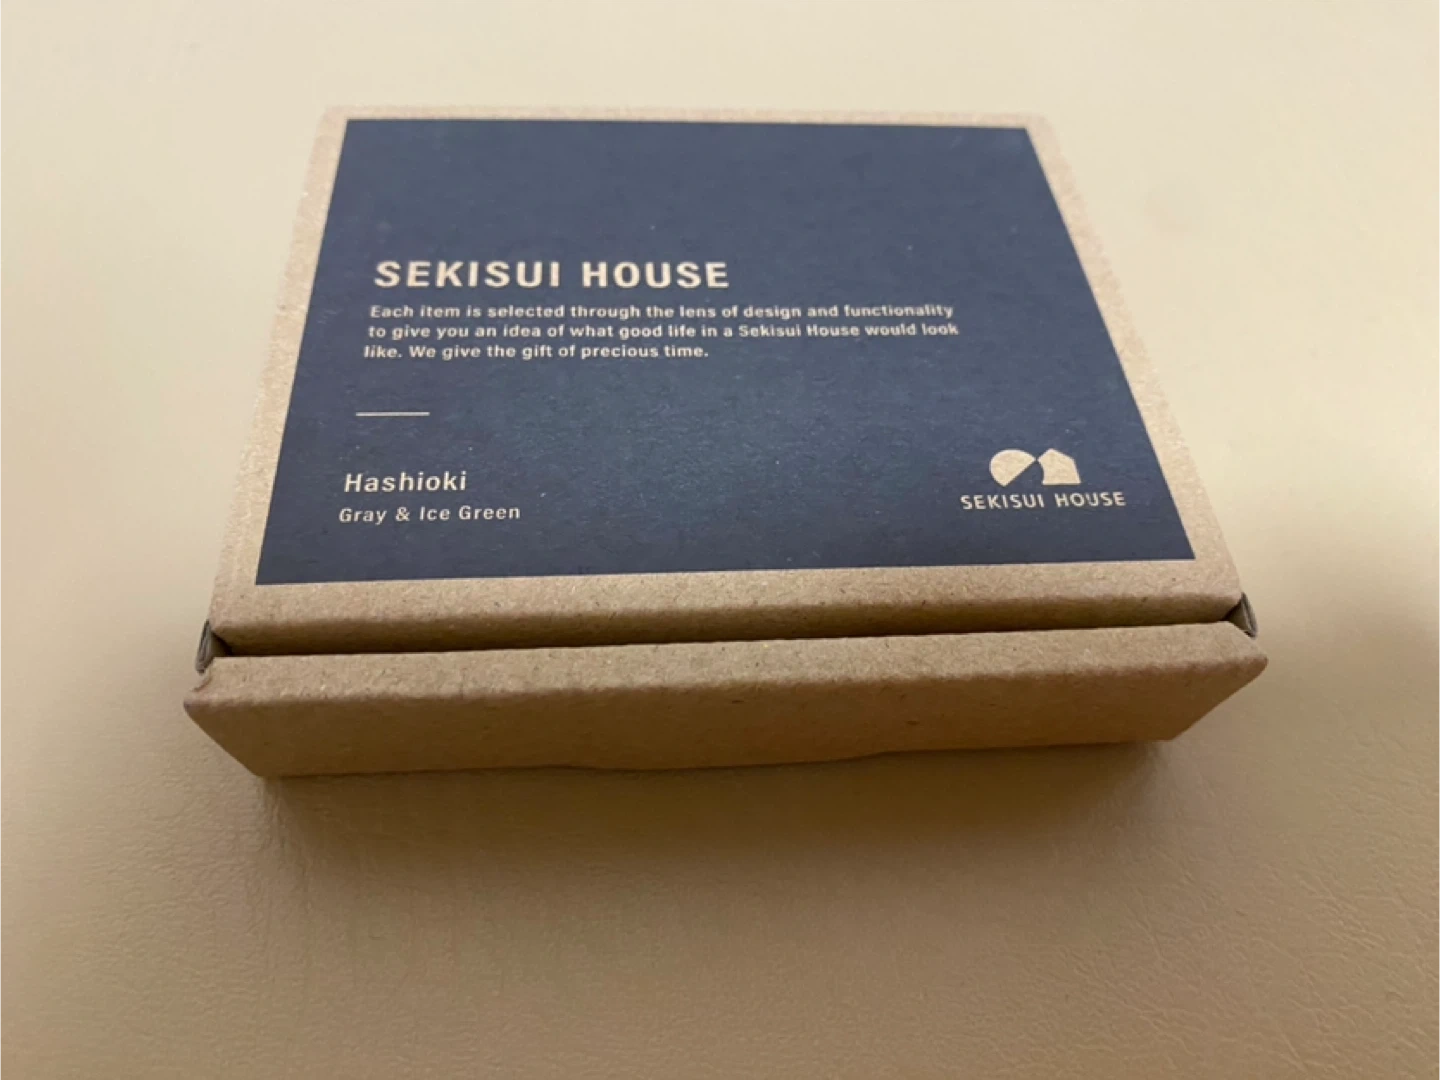 SEKISUI HOUSE
Each item is selected through the lens of design and functionality
to give you an idea of what good life in a Sekisui House would look
like. We give the gift of precious time.
Hashioki
Gray & Ice Green
SEKISUI HOUSE